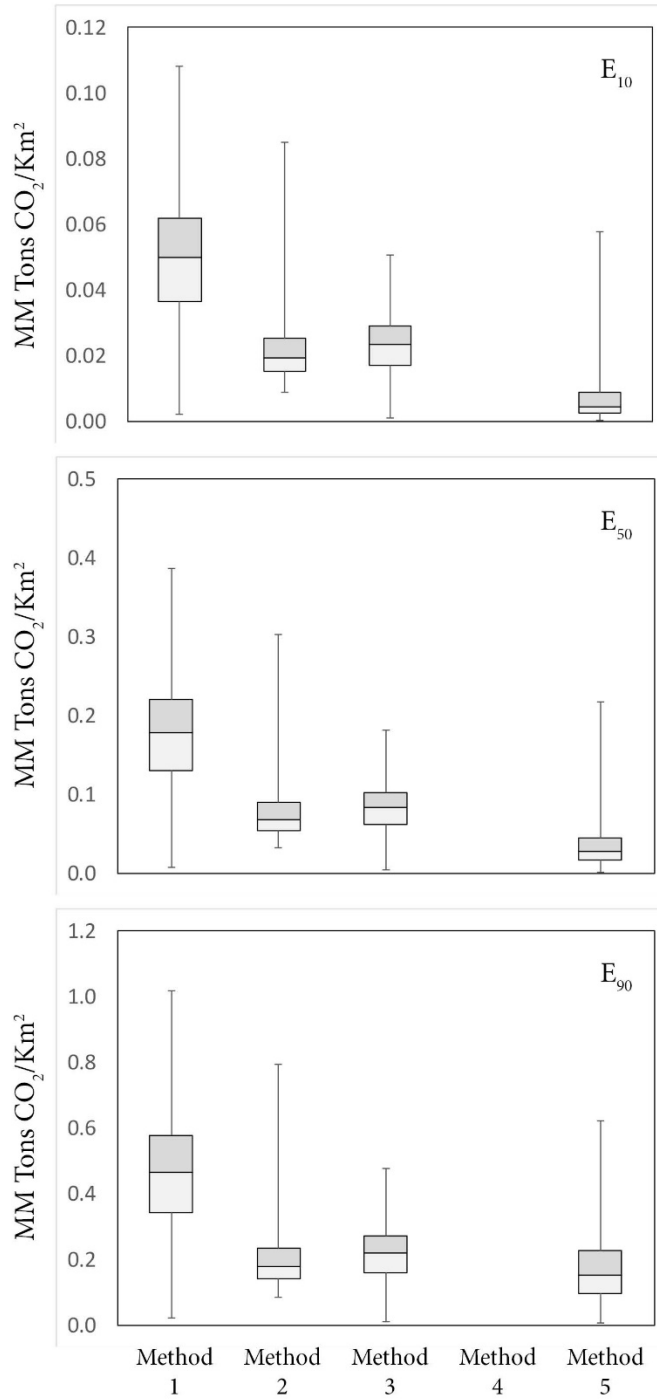 E₁₀
MM Tons CO₂/Km²
0.12
0.10
0.08
0.06
0.04
0.02
0.00
E₅₀
MM Tons CO₂/Km²
0.5
0.4
0.3
0.2
0.1
0.0
E₉₀
MM Tons CO₂/Km²
1.2
1.0
0.8
0.6
0.4
0.2
0.0
Method 1
Method 2
Method 3
Method 4
Method 5